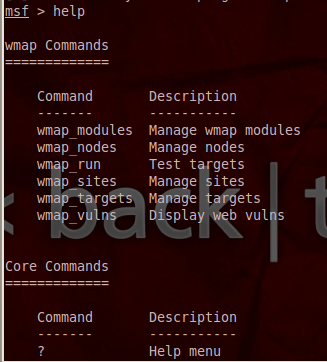 msf > help
wmap Commands
=============
Command Description
------- -----------
wmap_modules Manage wmap modules
wmap_nodes Manage nodes
wmap_run Test targets
wmap_sites Manage sites
wmap_targets Manage targets
wmap_vulns Display web vulns
<< back | t
Core Commands
=============
Command Description
------- -----------
? Help menu